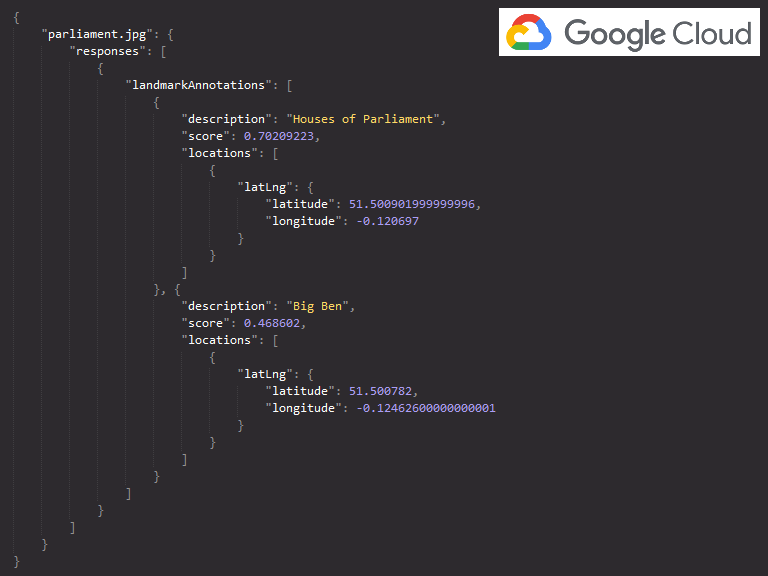 {
"parliament.jpg": {
"responses": [
{
"landmarkAnnotations": [
{
"description": "Houses of Parliament",
"score": 0.70209223,
"locations": [
{
"latLng": {
"latitude": 51.500901999999996,
"longitude": -0.120697
}
}
]
}, {
"description": "Big Ben",
"score": 0.468602,
"locations": [
{
"latLng": {
"latitude": 51.500782,
"longitude": -0.12462600000000001
}
}
]
}
]
}
]
}
}
Google Cloud